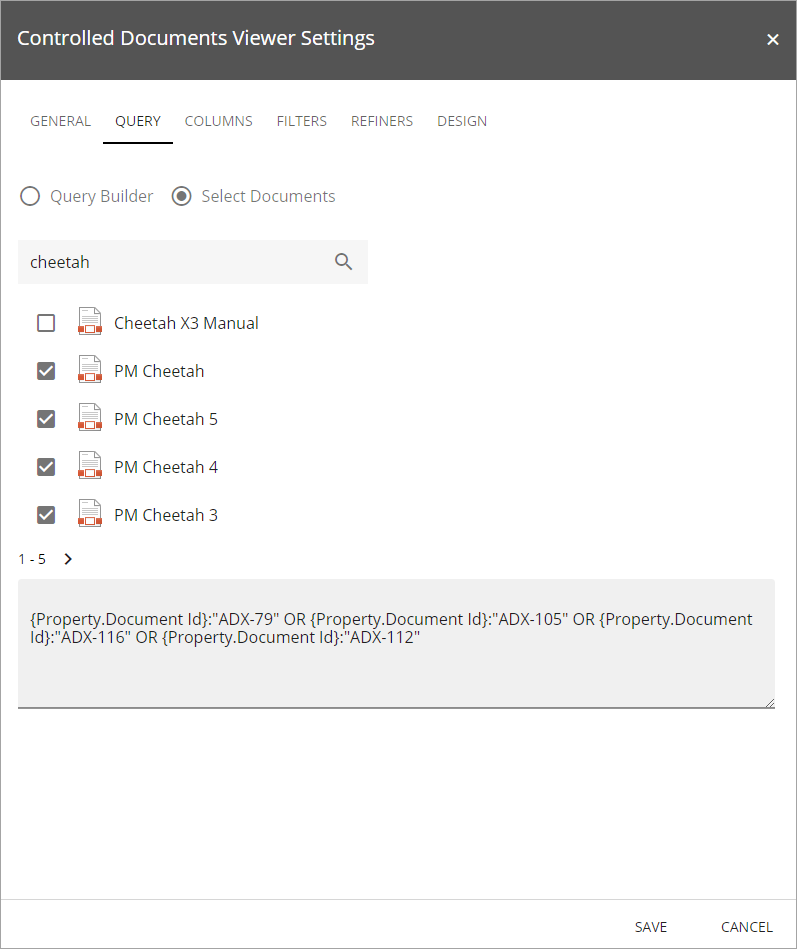 Controlled Documents Viewer Settings
GENERAL QUERY COLUMNS FILTERS REFINERS DESIGN
Query Builder Select Documents
cheetah
Cheetah X3 Manual
PM Cheetah
PM Cheetah 5
PM Cheetah 4
PM Cheetah 3
1 - 5
{Property.Document Id}:"ADX-79" OR {Property.Document Id}:"ADX-105" OR {Property.Document
Id}:"ADX-116" OR {Property.Document Id}:"ADX-112"
SAVE CANCEL